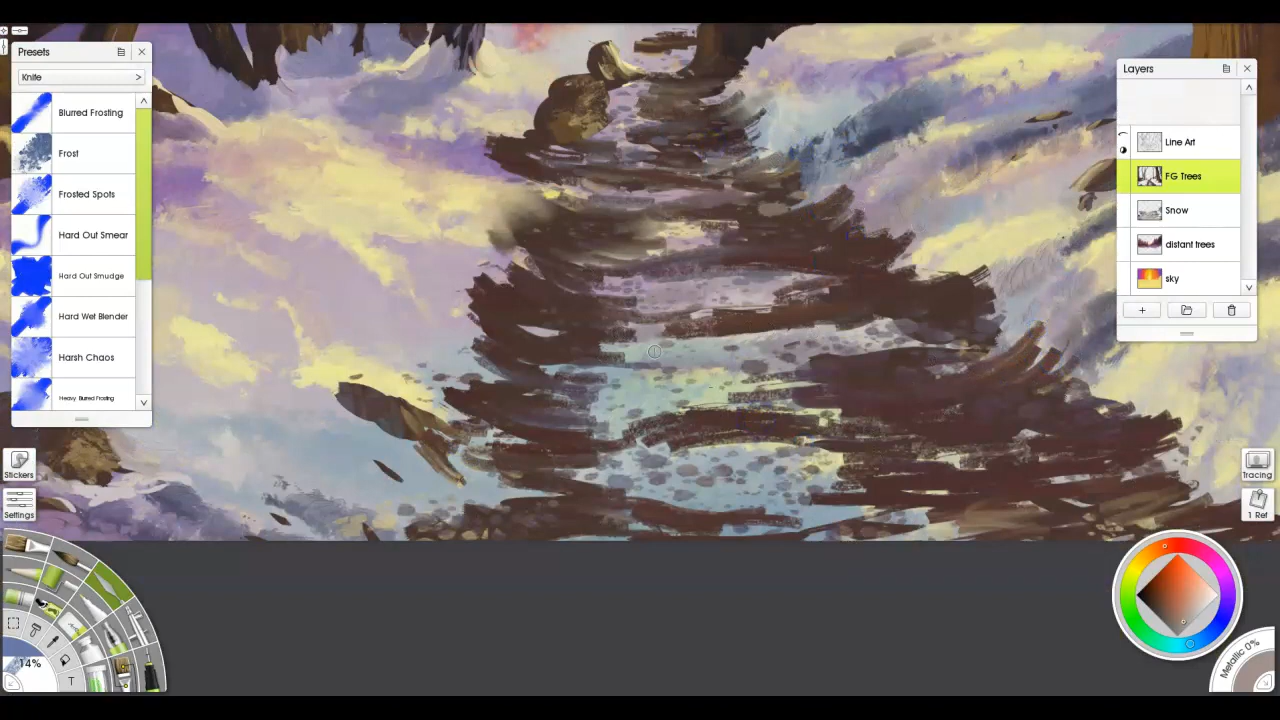 Presets
Knife
Blurred Frosting
Frost
Frosted Spots
Hard Out Smear
Hard Out Smudge
Hard Wet Blender
Harsh Chaos
Heavy Blurred Frosting
Stickers
Settings
14%
T
Layers
Line Art
FG Trees
Snow
distant trees
sky
Tracing
1 Ref
Metallic 0%